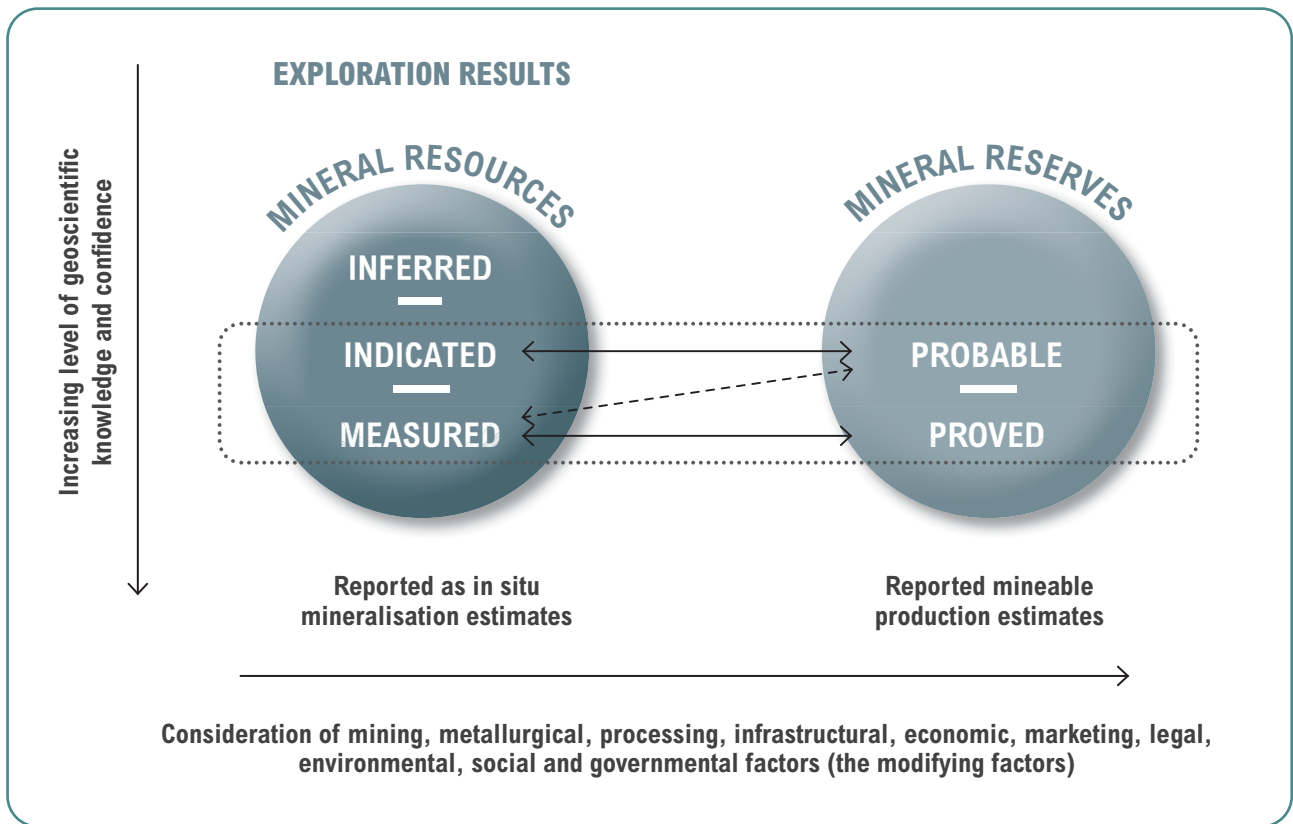 EXPLORATION RESULTS
Increasing level of geoscientific
knowledge and confidence
MINERAL RESOURCES
INFERRED
INDICATED
MEASURED
MINERAL RESERVES
PROBABLE
PROVED
Reported as in situ
mineralisation estimates
Reported mineable
production estimates
Consideration of mining, metallurgical, processing, infrastructural, economic, marketing, legal,
environmental, social and governmental factors (the modifying factors)